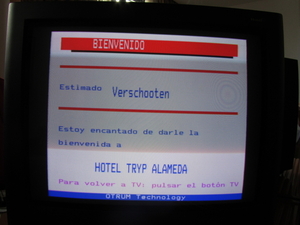 BIENVENIDO
Estimado Verschooten
Estoy encantado de darle la
bienvenida a
HOTEL TRYP ALAMEDA
Para volver a TV: pulsar el botón TV
OTRUM Technology